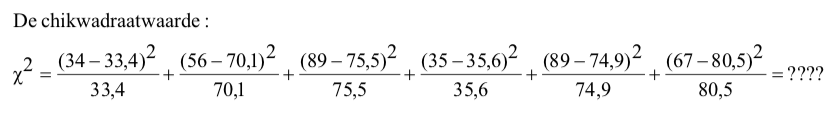 De chikwadraatwaarde :
χ² = (34 – 33,4)²/33,4 + (56 – 70,1)²/70,1 + (89 – 75,5)²/75,5 + (35 – 35,6)²/35,6 + (89 – 74,9)²/74,9 + (67 – 80,5)²/80,5 = ????